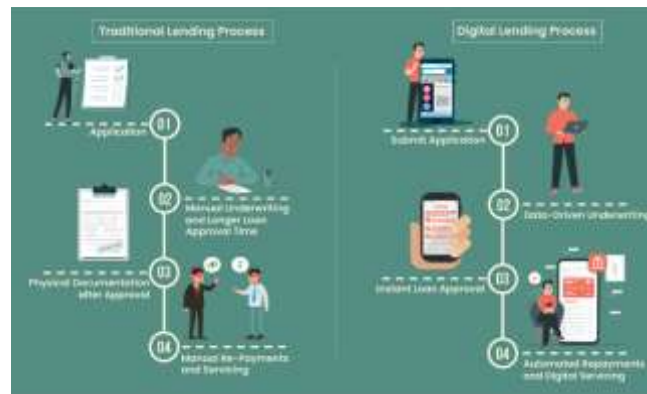 Traditional Lending Process
01
Application
02
Manual Underwriting
and Longer Loan
Approval Time
03
Physical Documentation
after Approval
04
Manual Re-Payments
and Servicing
Digital Lending Process
01
Submit Application
02
Data-Driven Underwriting
03
Instant Loan Approval
04
Automated Repayments
and Digital Servicing